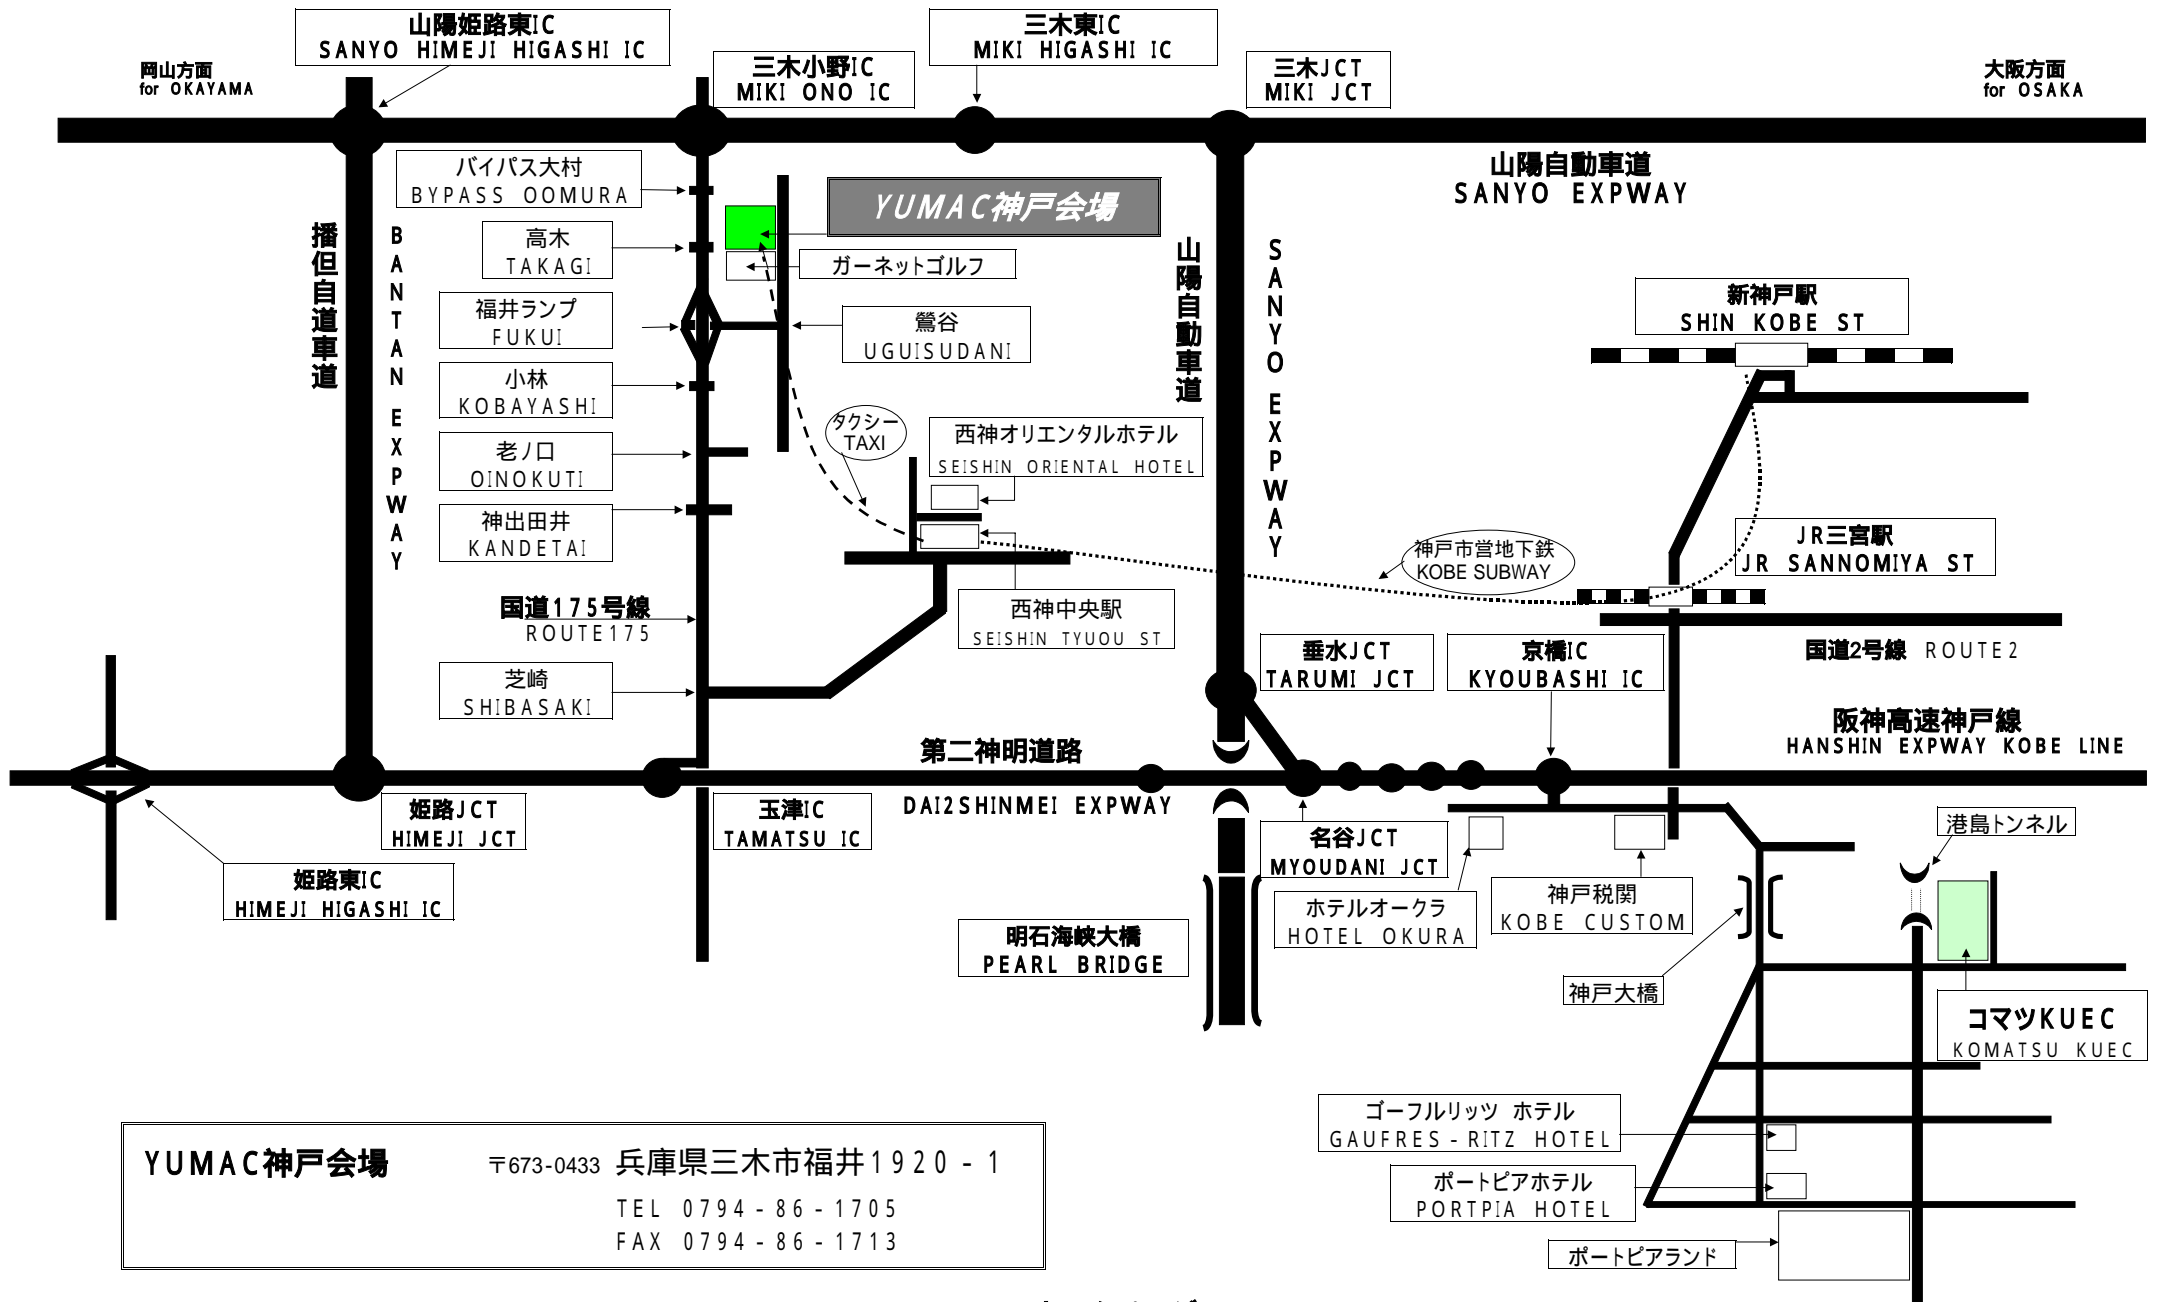 山陽姫路東IC
SANYO HIMEJI HIGASHI IC
三木東IC
MIKI HIGASHI IC
岡山方面
for OKAYAMA
三木小野IC
MIKI ONO IC
三木JCT
MIKI JCT
大阪方面
for OSAKA
バイパス大村
BYPASS OOMURA
山陽自動車道
SANYO EXPWAY
YUMAC神戸会場
高木
TAKAGI
ガーネットゴルフ
播但自道車道
BANTAN EXPWAY
山陽自動車道
SANYO EXPWAY
福井ランプ
FUKUI
鶯谷
UGUISUDANI
新神戸駅
SHIN KOBE ST
小林
KOBAYASHI
タクシー
TAXI
西神オリエンタルホテル
SEISHIN ORIENTAL HOTEL
老ノ口
OINOKUTI
神出田井
KANDETAI
神戸市営地下鉄
KOBE SUBWAY
JR三宮駅
JR SANNOMIYA ST
国道175号線
ROUTE175
西神中央駅
SEISHIN TYUOU ST
垂水JCT
TARUMI JCT
京橋IC
KYOUBASHI IC
国道2号線 ROUTE2
芝崎
SHIBASAKI
阪神高速神戸線
HANSHIN EXPWAY KOBE LINE
第二神明道路
DAI2SHINMEI EXPWAY
姫路JCT
HIMEJI JCT
玉津IC
TAMATSU IC
名谷JCT
MYOUDANI JCT
港島トンネル
姫路東IC
HIMEJI HIGASHI IC
ホテルオークラ
HOTEL OKURA
神戸税関
KOBE CUSTOM
明石海峡大橋
PEARL BRIDGE
神戸大橋
コマツKUEC
KOMATSU KUEC
ゴーフルリッツ ホテル
GAUFRES-RITZ HOTEL
ポートピアホテル
PORTPIA HOTEL
ポートピアランド
YUMAC神戸会場 〒673-0433 兵庫県三木市福井1920-1
TEL 0794-86-1705
FAX 0794-86-1713